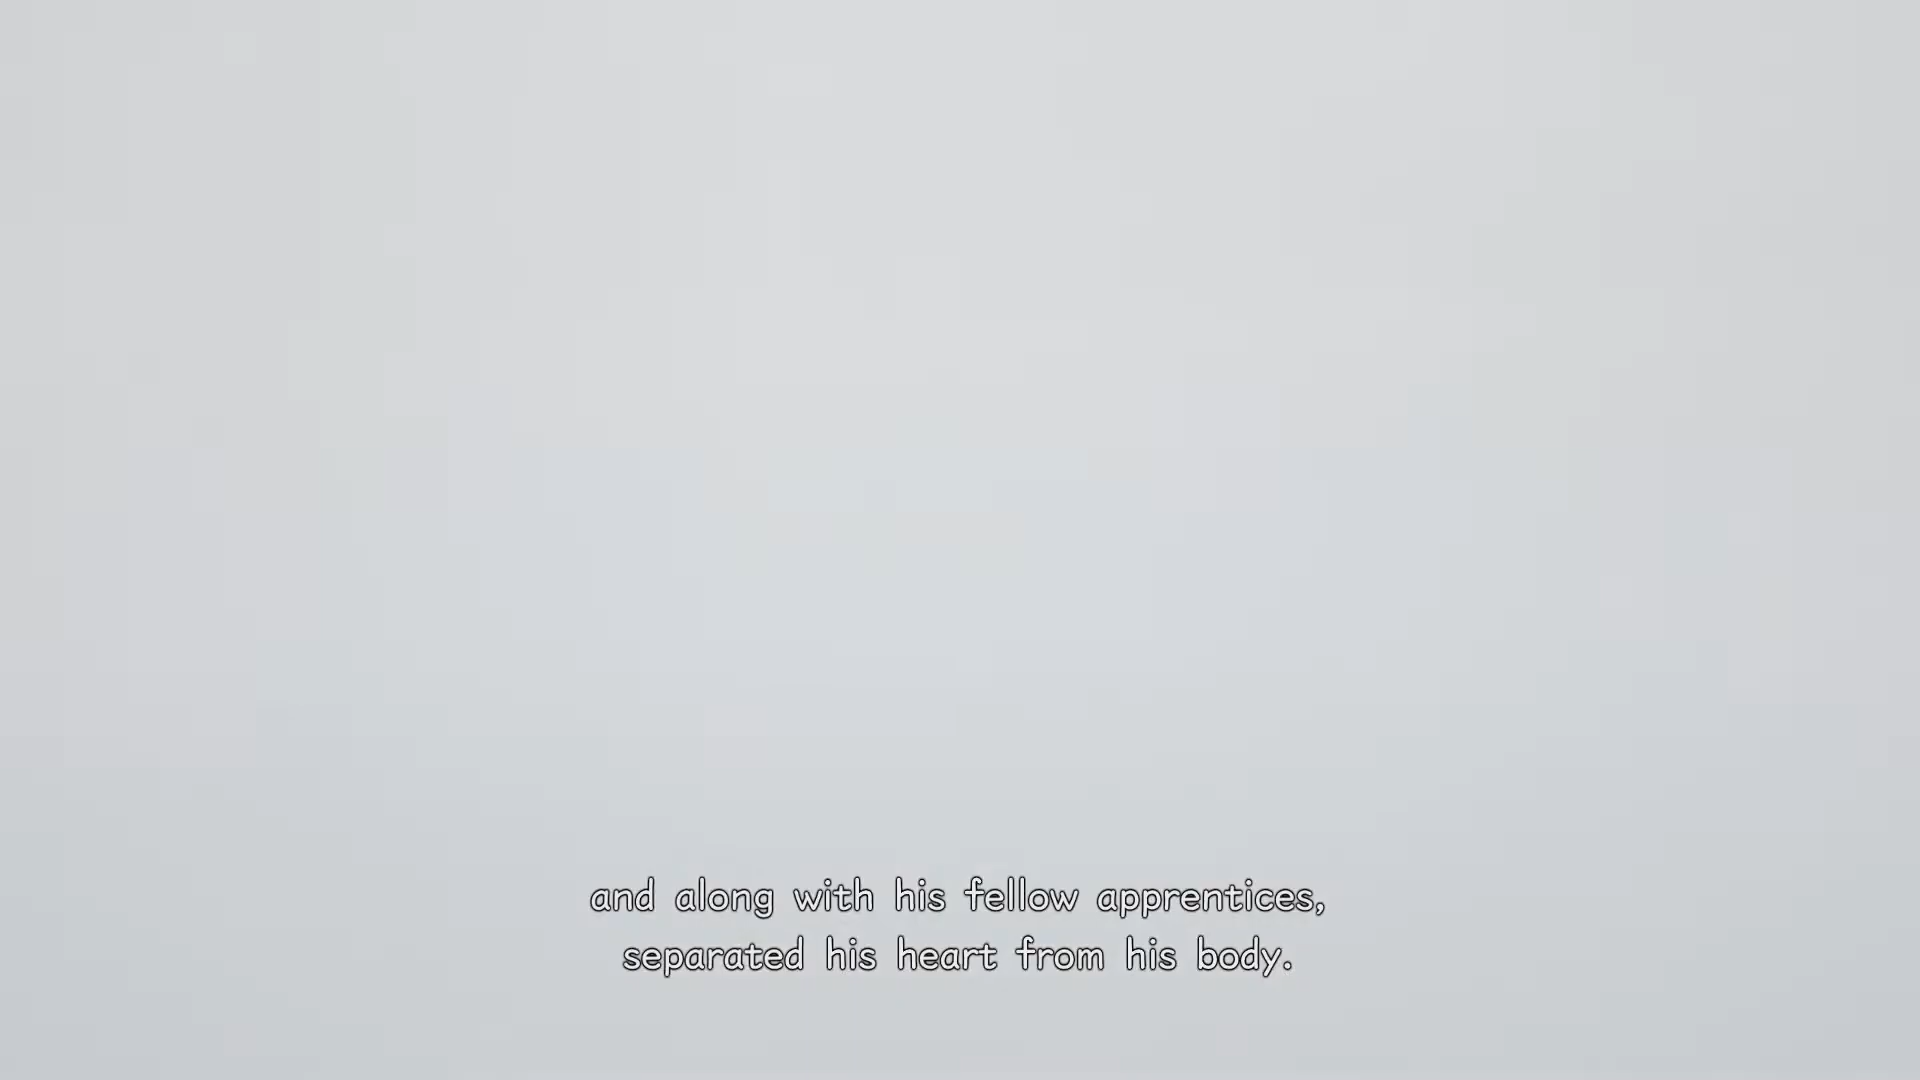 and along with his fellow apprentices,
separated his heart from his body.